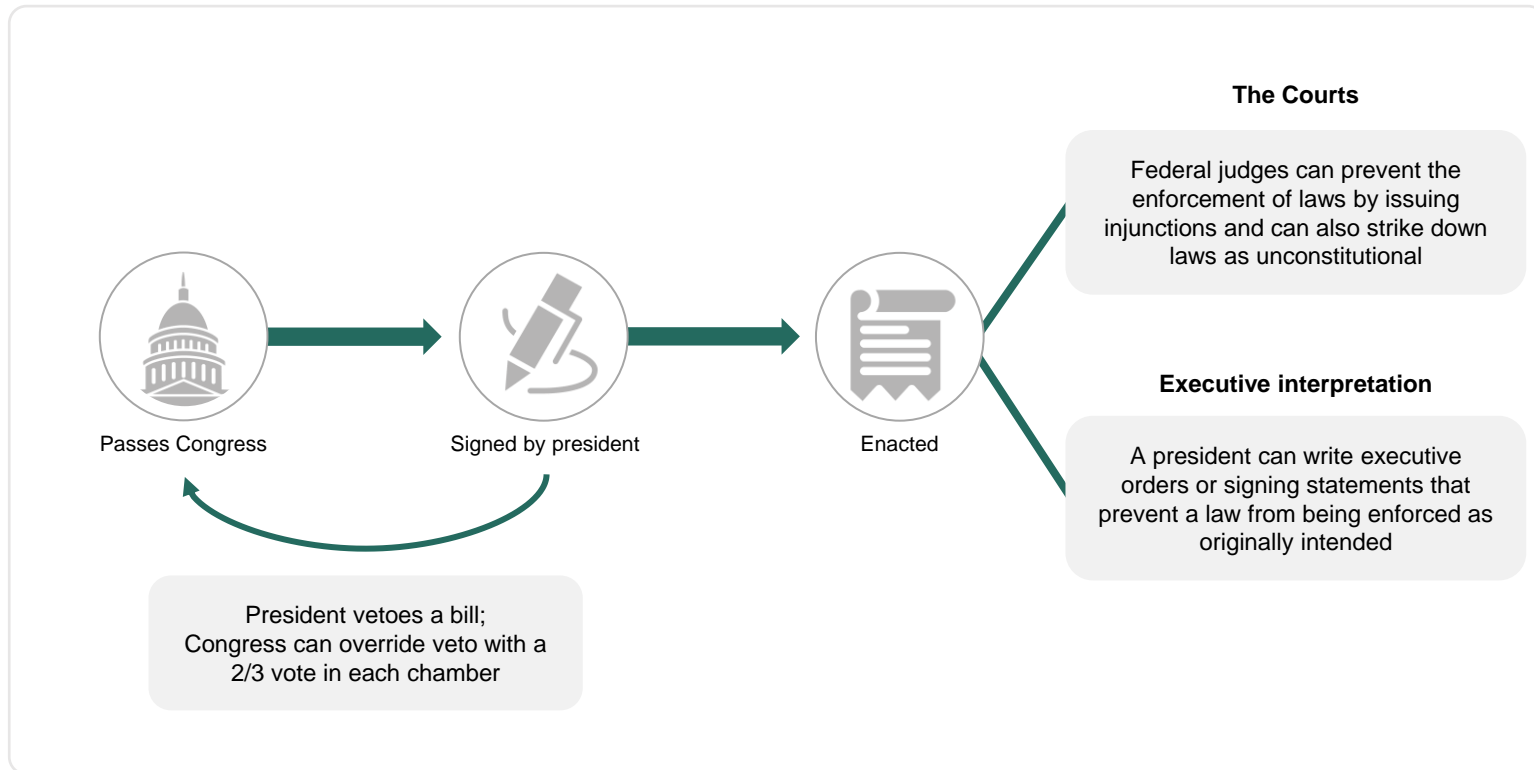 Passes Congress
Signed by president
Enacted
President vetoes a bill;
Congress can override veto with a
2/3 vote in each chamber
The Courts
Federal judges can prevent the
enforcement of laws by issuing
injunctions and can also strike down
laws as unconstitutional
Executive interpretation
A president can write executive
orders or signing statements that
prevent a law from being enforced as
originally intended